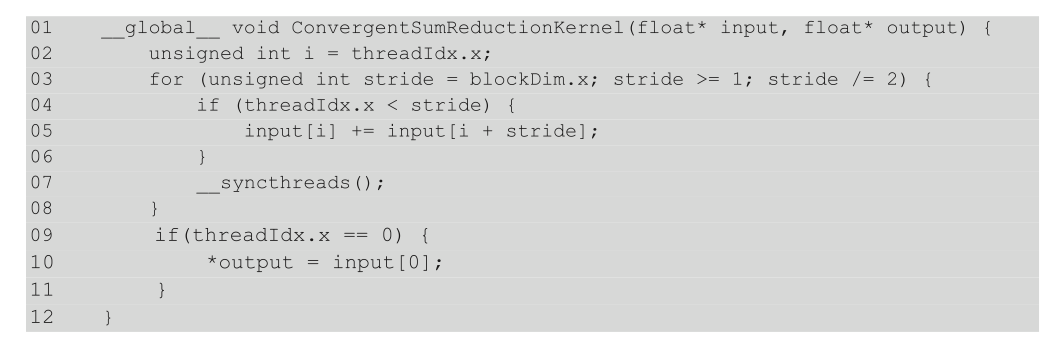 01 __global__ void ConvergentSumReductionKernel(float* input, float* output) {
02 unsigned int i = threadIdx.x;
03 for (unsigned int stride = blockDim.x; stride >= 1; stride /= 2) {
04 if (threadIdx.x < stride) {
05 input[i] += input[i + stride];
06 }
07 __syncthreads();
08 }
09 if(threadIdx.x == 0) {
10 *output = input[0];
11 }
12 }